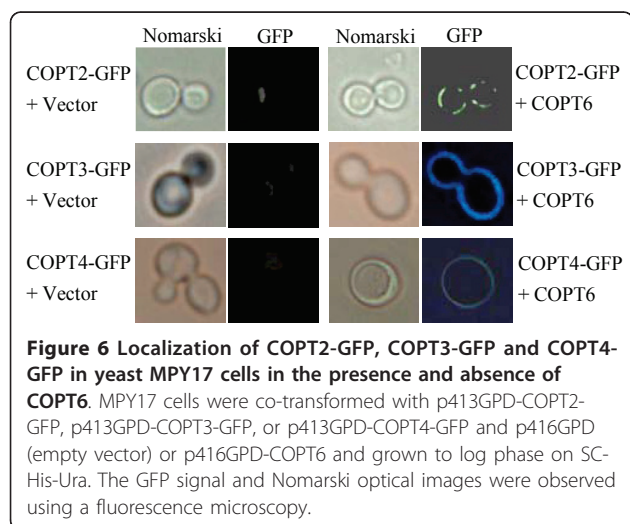 Nomarski GFP Nomarski GFP
COPT2-GFP
+ Vector
COPT2-GFP
+ COPT6
COPT3-GFP
+ Vector
COPT3-GFP
+ COPT6
COPT4-GFP
+ Vector
COPT4-GFP
+ COPT6
Figure 6 Localization of COPT2-GFP, COPT3-GFP and COPT4-
GFP in yeast MPY17 cells in the presence and absence of
COPT6. MPY17 cells were co-transformed with p413GPD-COPT2-
GFP, p413GPD-COPT3-GFP, or p413GPD-COPT4-GFP and p416GPD
(empty vector) or p416GPD-COPT6 and grown to log phase on SC-
His-Ura. The GFP signal and Nomarski optical images were observed
using a fluorescence microscopy.